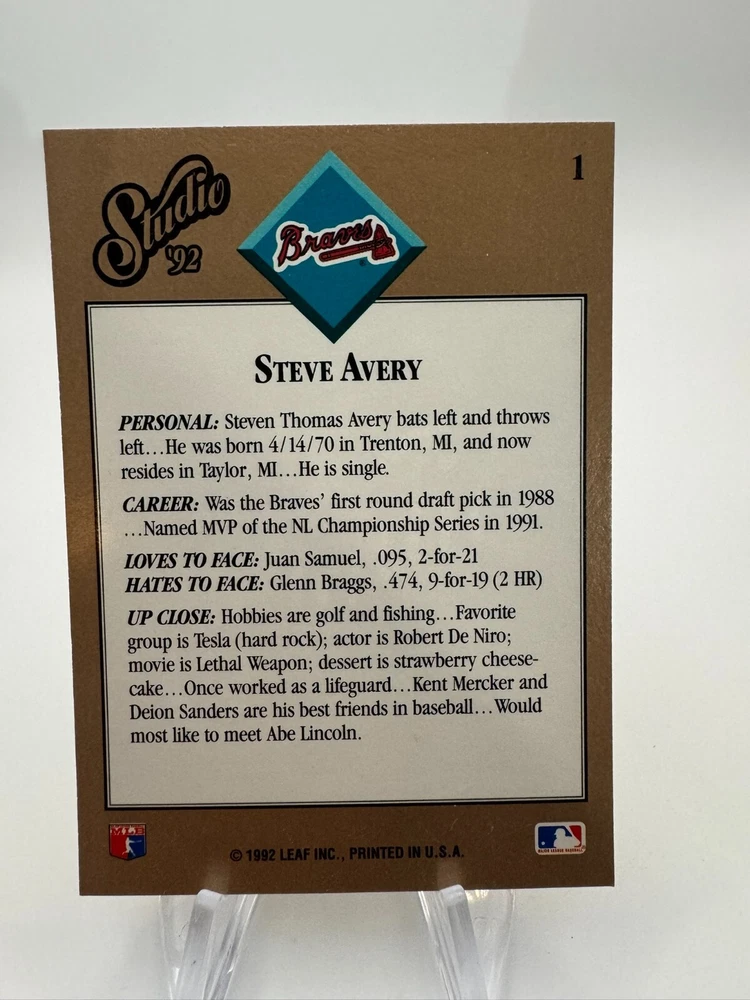 1
Studio
'92
Braves
STEVE AVERY
PERSONAL: Steven Thomas Avery bats left and throws
left...He was born 4/14/70 in Trenton, MI, and now
resides in Taylor, MI...He is single.
CAREER: Was the Braves' first round draft pick in 1988
...Named MVP of the NL Championship Series in 1991.
LOVES TO FACE: Juan Samuel, .095, 2-for-21
HATES TO FACE: Glenn Braggs, .474, 9-for-19 (2 HR)
UP CLOSE: Hobbies are golf and fishing...Favorite
group is Tesla (hard rock); actor is Robert De Niro;
movie is Lethal Weapon; dessert is strawberry cheese-
cake...Once worked as a lifeguard...Kent Mercker and
Deion Sanders are his best friends in baseball...Would
most like to meet Abe Lincoln.
MLB
© 1992 LEAF INC., PRINTED IN U.S.A.
MAJOR LEAGUE BASEBALL